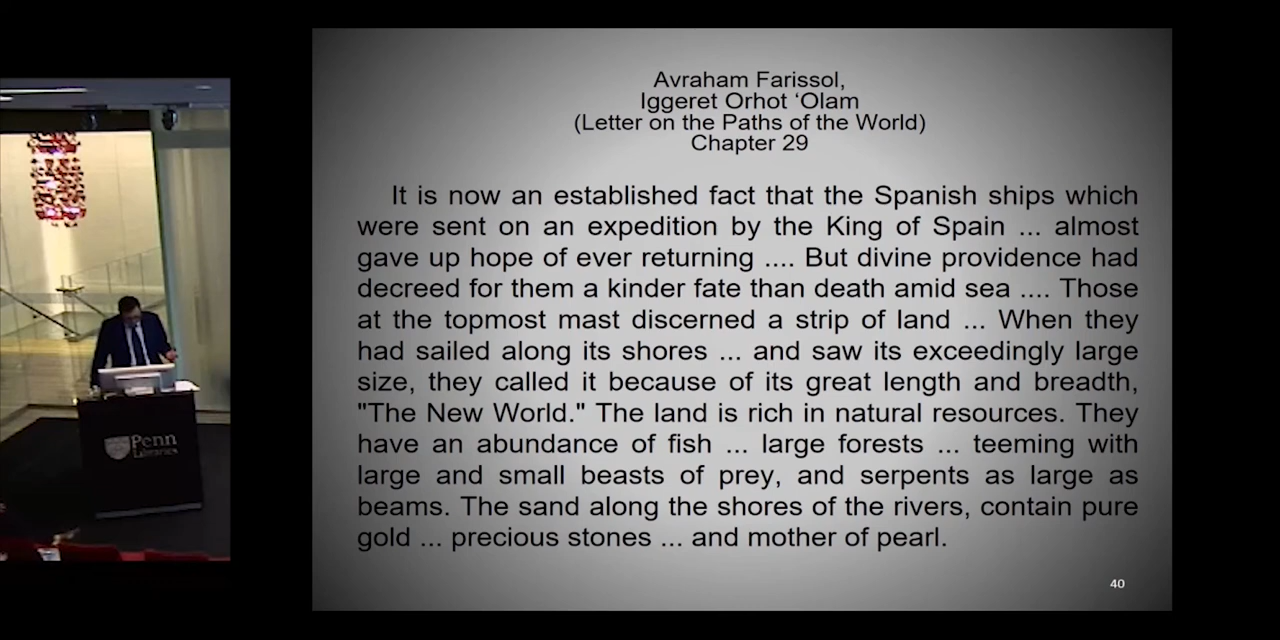 Avraham Farissol,
Iggeret Orhot ‘Olam
(Letter on the Paths of the World)
Chapter 29
It is now an established fact that the Spanish ships which
were sent on an expedition by the King of Spain ... almost
gave up hope of ever returning .... But divine providence had
decreed for them a kinder fate than death amid sea .... Those
at the topmost mast discerned a strip of land ... When they
had sailed along its shores ... and saw its exceedingly large
size, they called it because of its great length and breadth,
"The New World." The land is rich in natural resources. They
have an abundance of fish ... large forests ... teeming with
large and small beasts of prey, and serpents as large as
beams. The sand along the shores of the rivers, contain pure
gold ... precious stones ... and mother of pearl.
40
Penn
Libraries